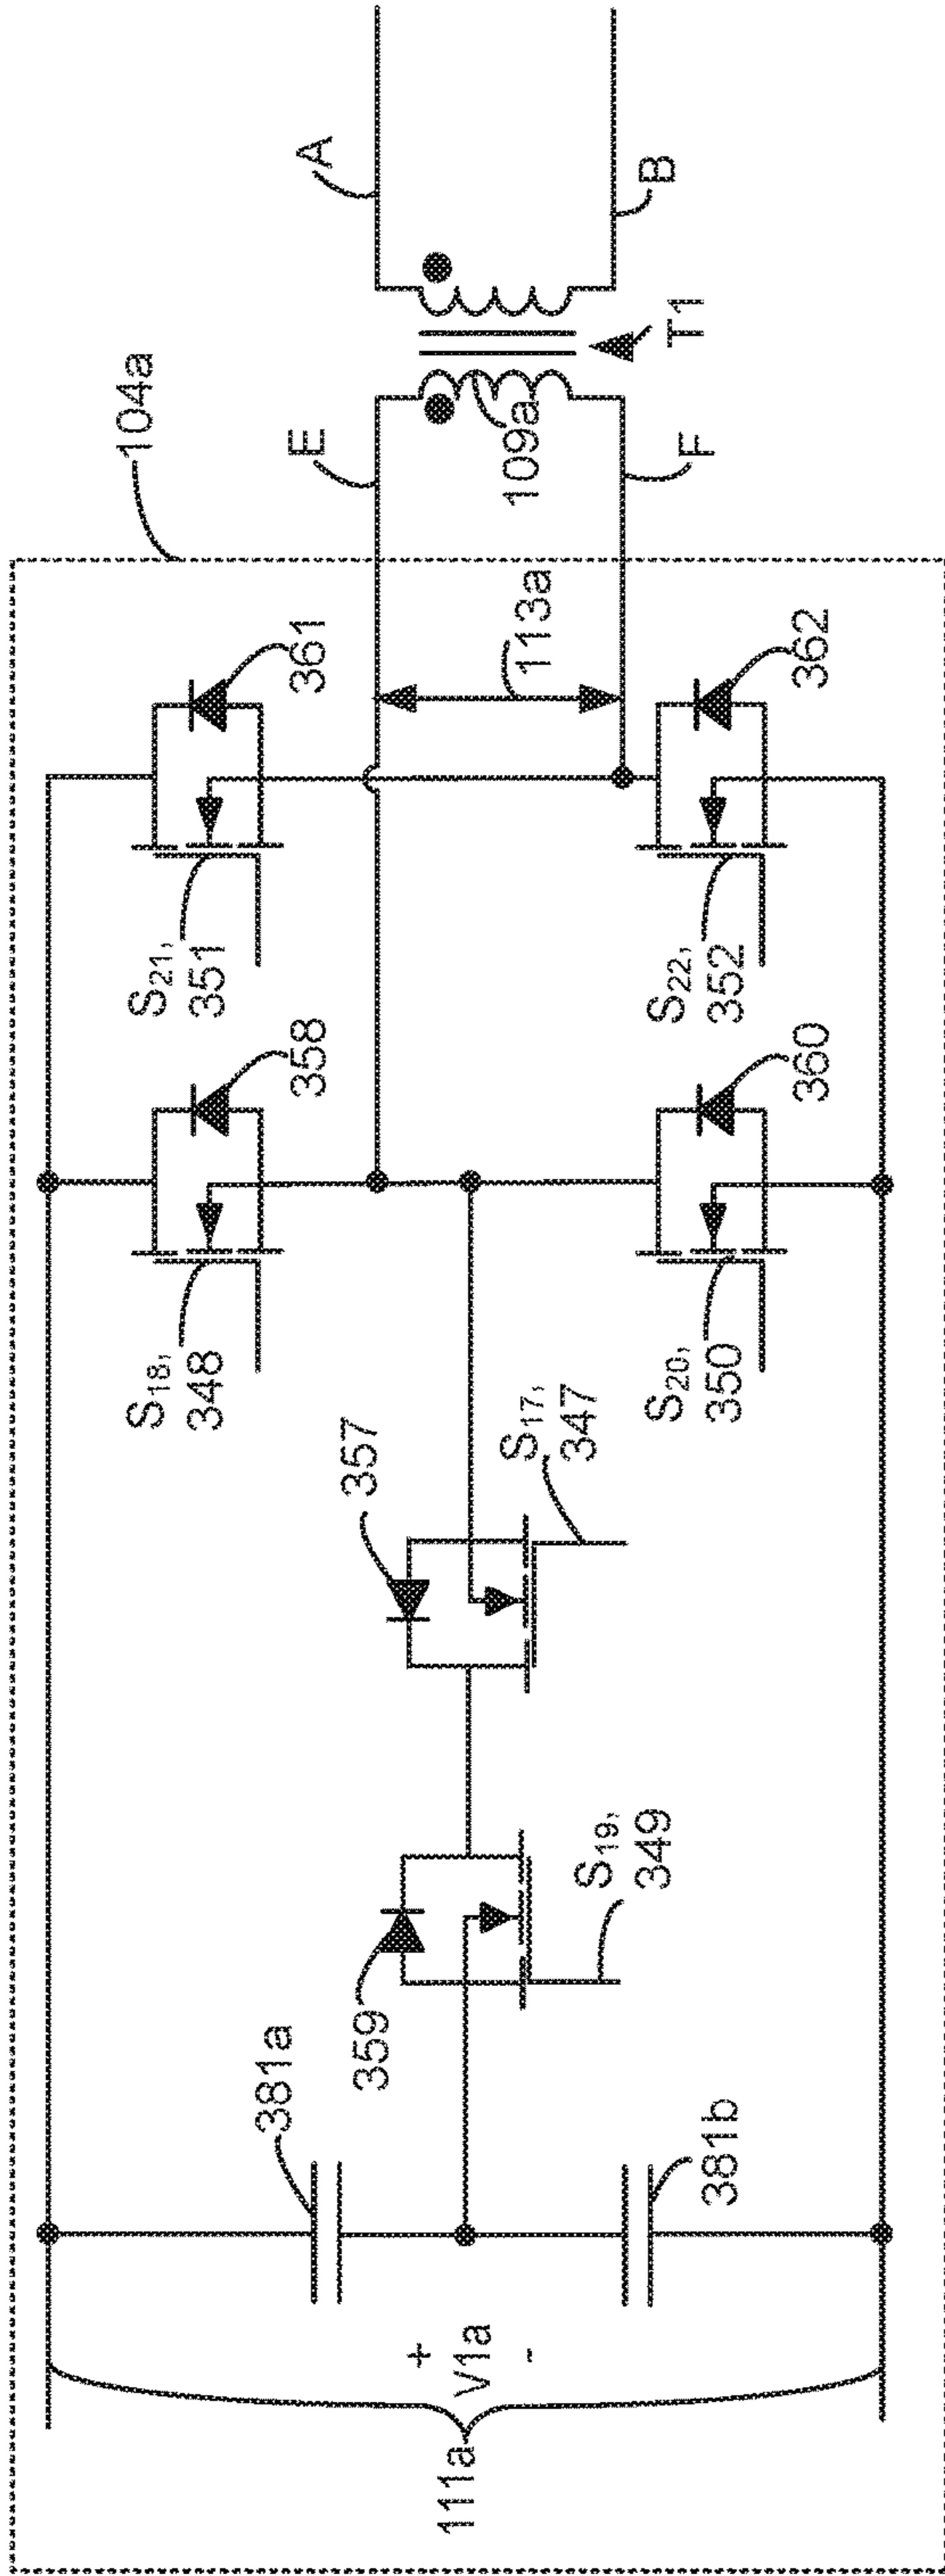 104a
S21,
351
361
E
A
S18,
348
358
113a
109a
T1
F
B
381a
359
357
S19,
349
S17,
347
S20,
350
360
S22,
352
362
381b
+
V1a
-
111a